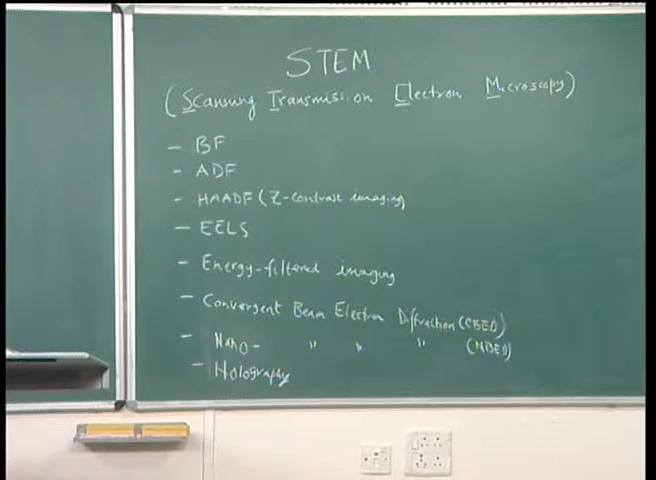 STEM
(Scanning Transmission Electron Microscopy)
- BF
- ADF
- HAADF (Z-contrast imaging)
- EELS
- Energy-filtered imaging
- Convergent Beam Electron Diffraction (CBED)
- Nano- " " " (NBED)
- Holography